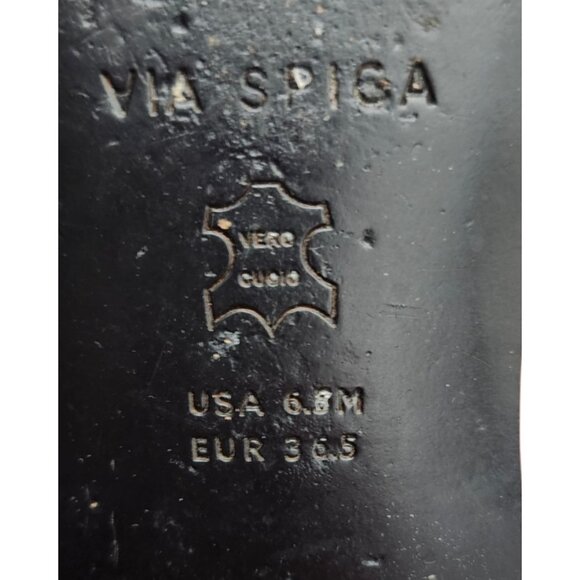 VIA SPIGA
VERO
CUOIO
USA 6.5M
EUR 36.5